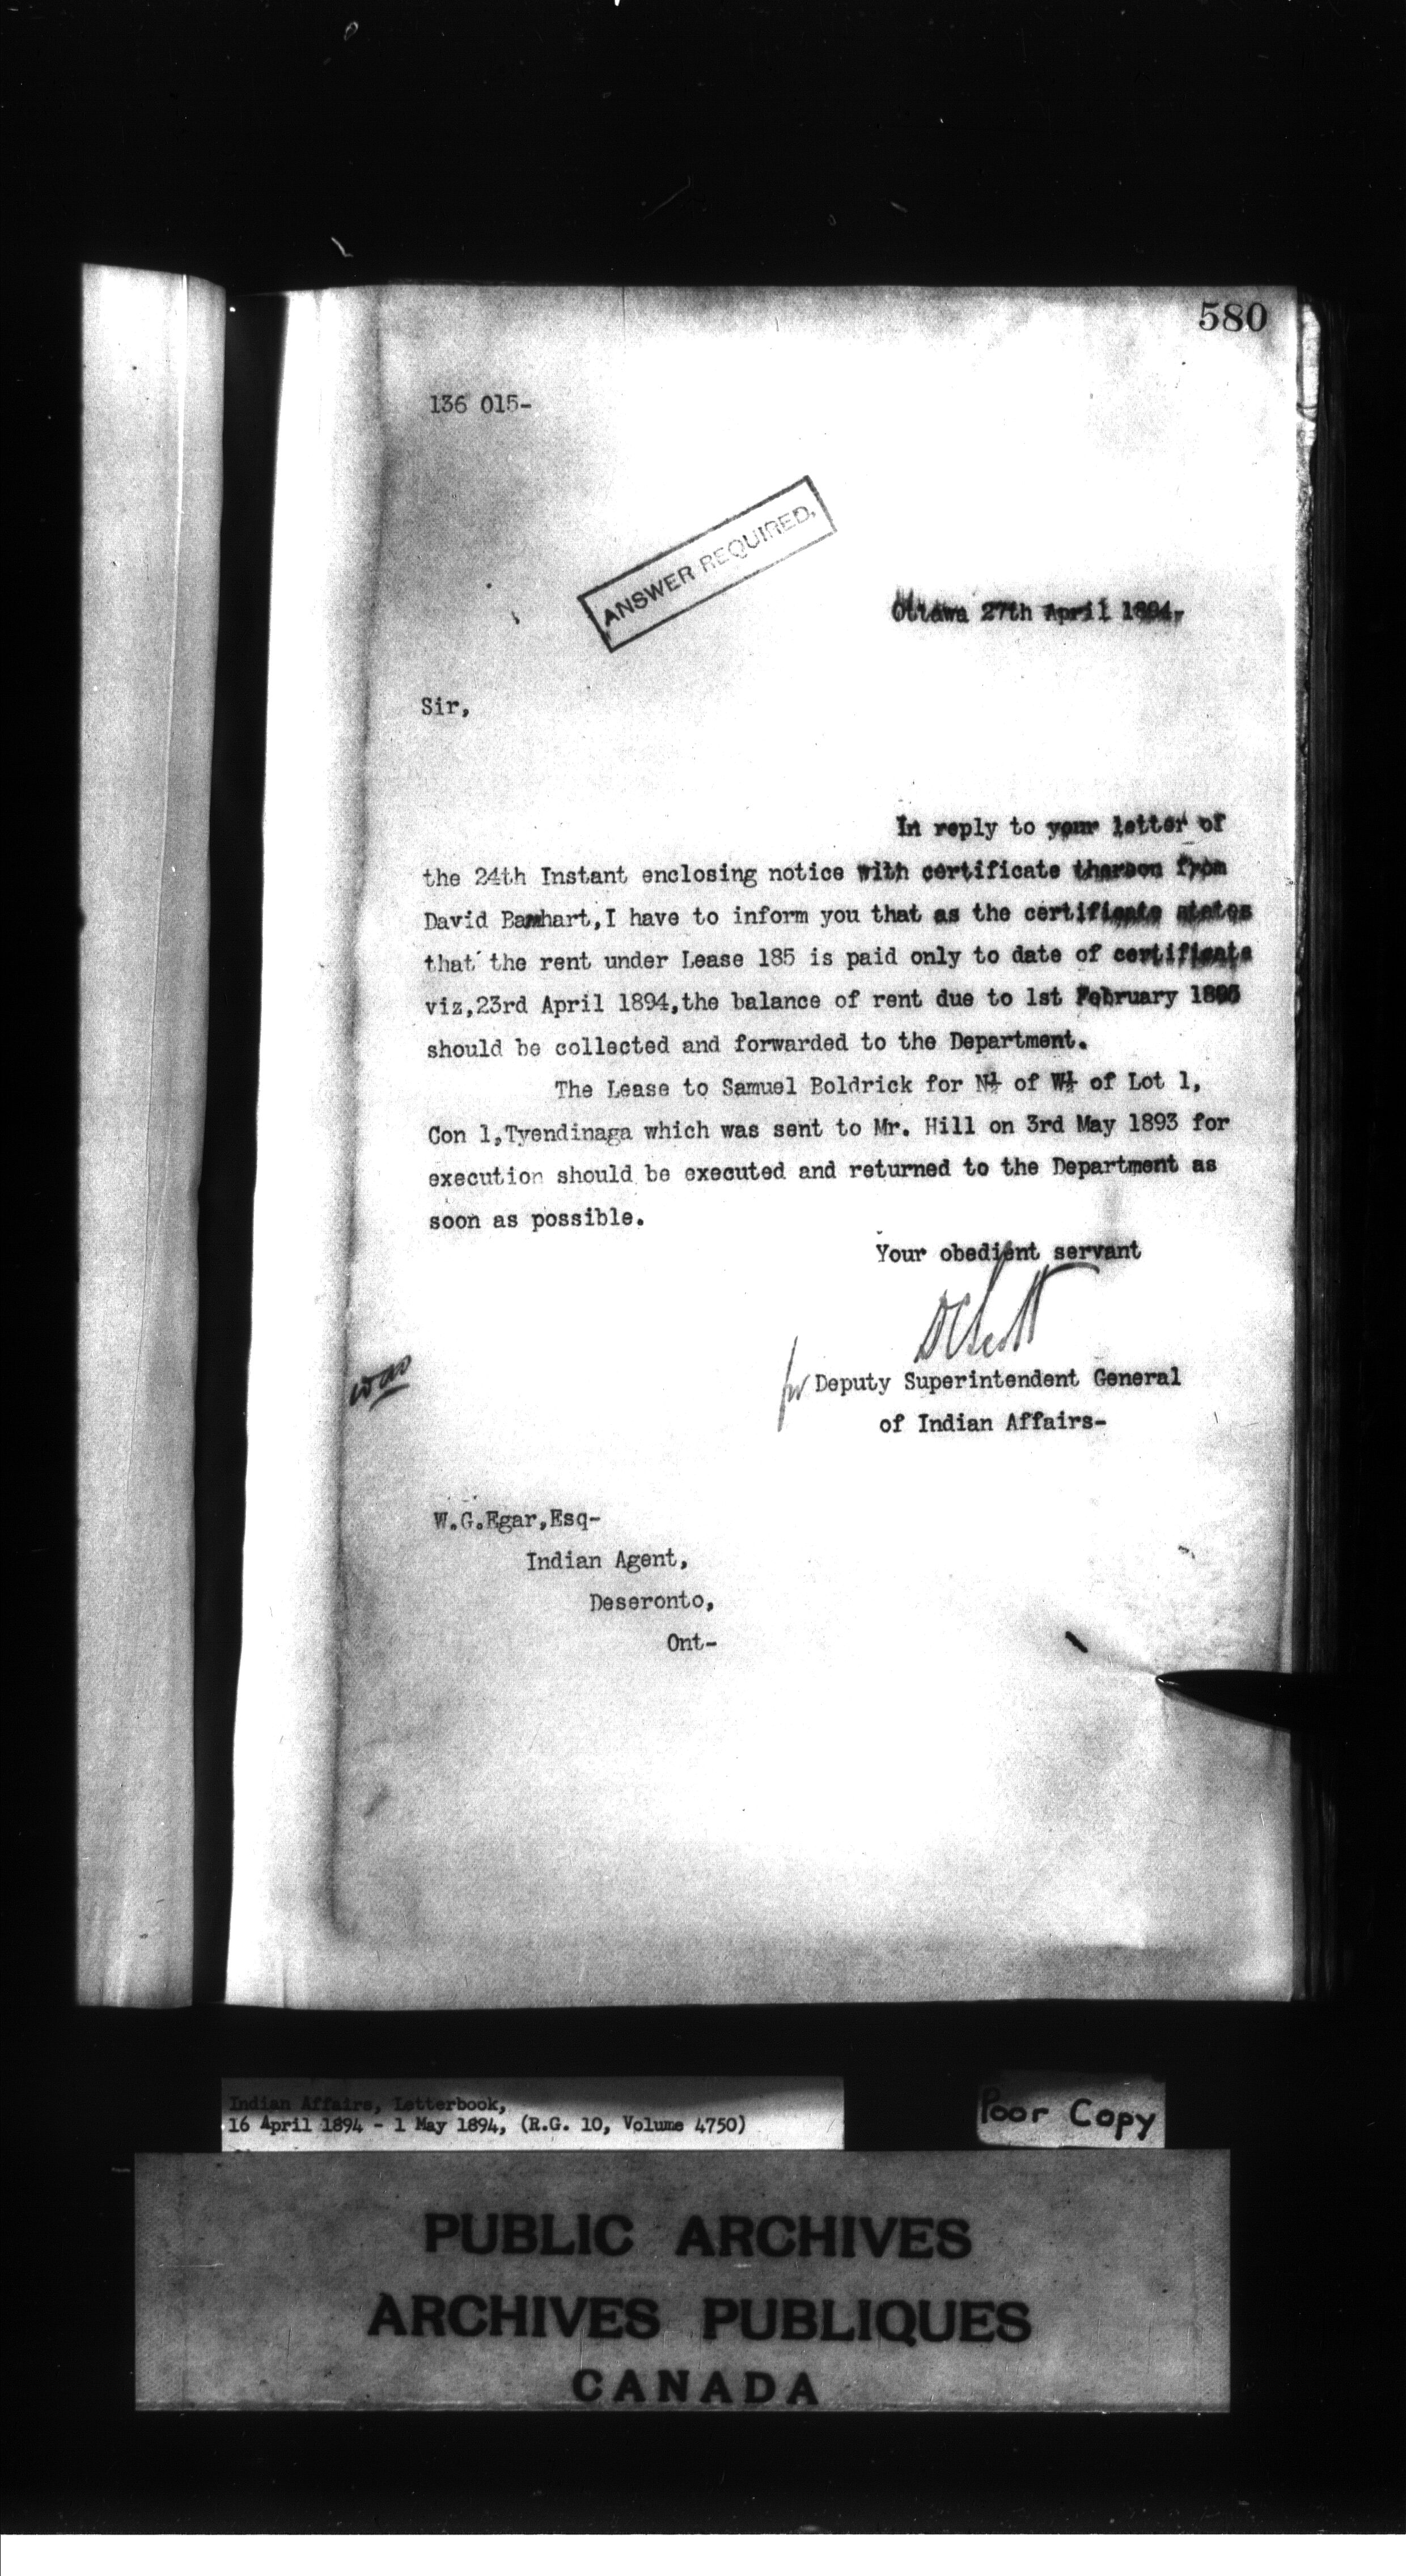 580
136 015-
ANSWER REQUIRED.
Ottawa 27th April 1894-
Sir,
In reply to your letter of
the 24th Instant enclosing notice with certificate thereon from
David Barnhart, I have to inform you that as the certificate states
that the rent under Lease 185 is paid only to date of certificate
viz,23rd April 1894,the balance of rent due to 1st February 1895
should be collected and forwarded to the Department.
The Lease to Samuel Boldrick for N½ of W½ of Lot 1,
Con 1,Tyendinaga which was sent to Mr. Hill on 3rd May 1893 for
execution should be executed and returned to the Department as
soon as possible.
Your obedient servant
D C Scott
for Deputy Superintendent General
of Indian Affairs-
W.G.Egar,Esq-
Indian Agent,
Deseronto,
Ont-
Indian Affairs, Letterbook,
16 April 1894 - 1 May 1894, (R.G. 10, Volume 4750)
Poor Copy
PUBLIC ARCHIVES
ARCHIVES PUBLIQUES
CANADA